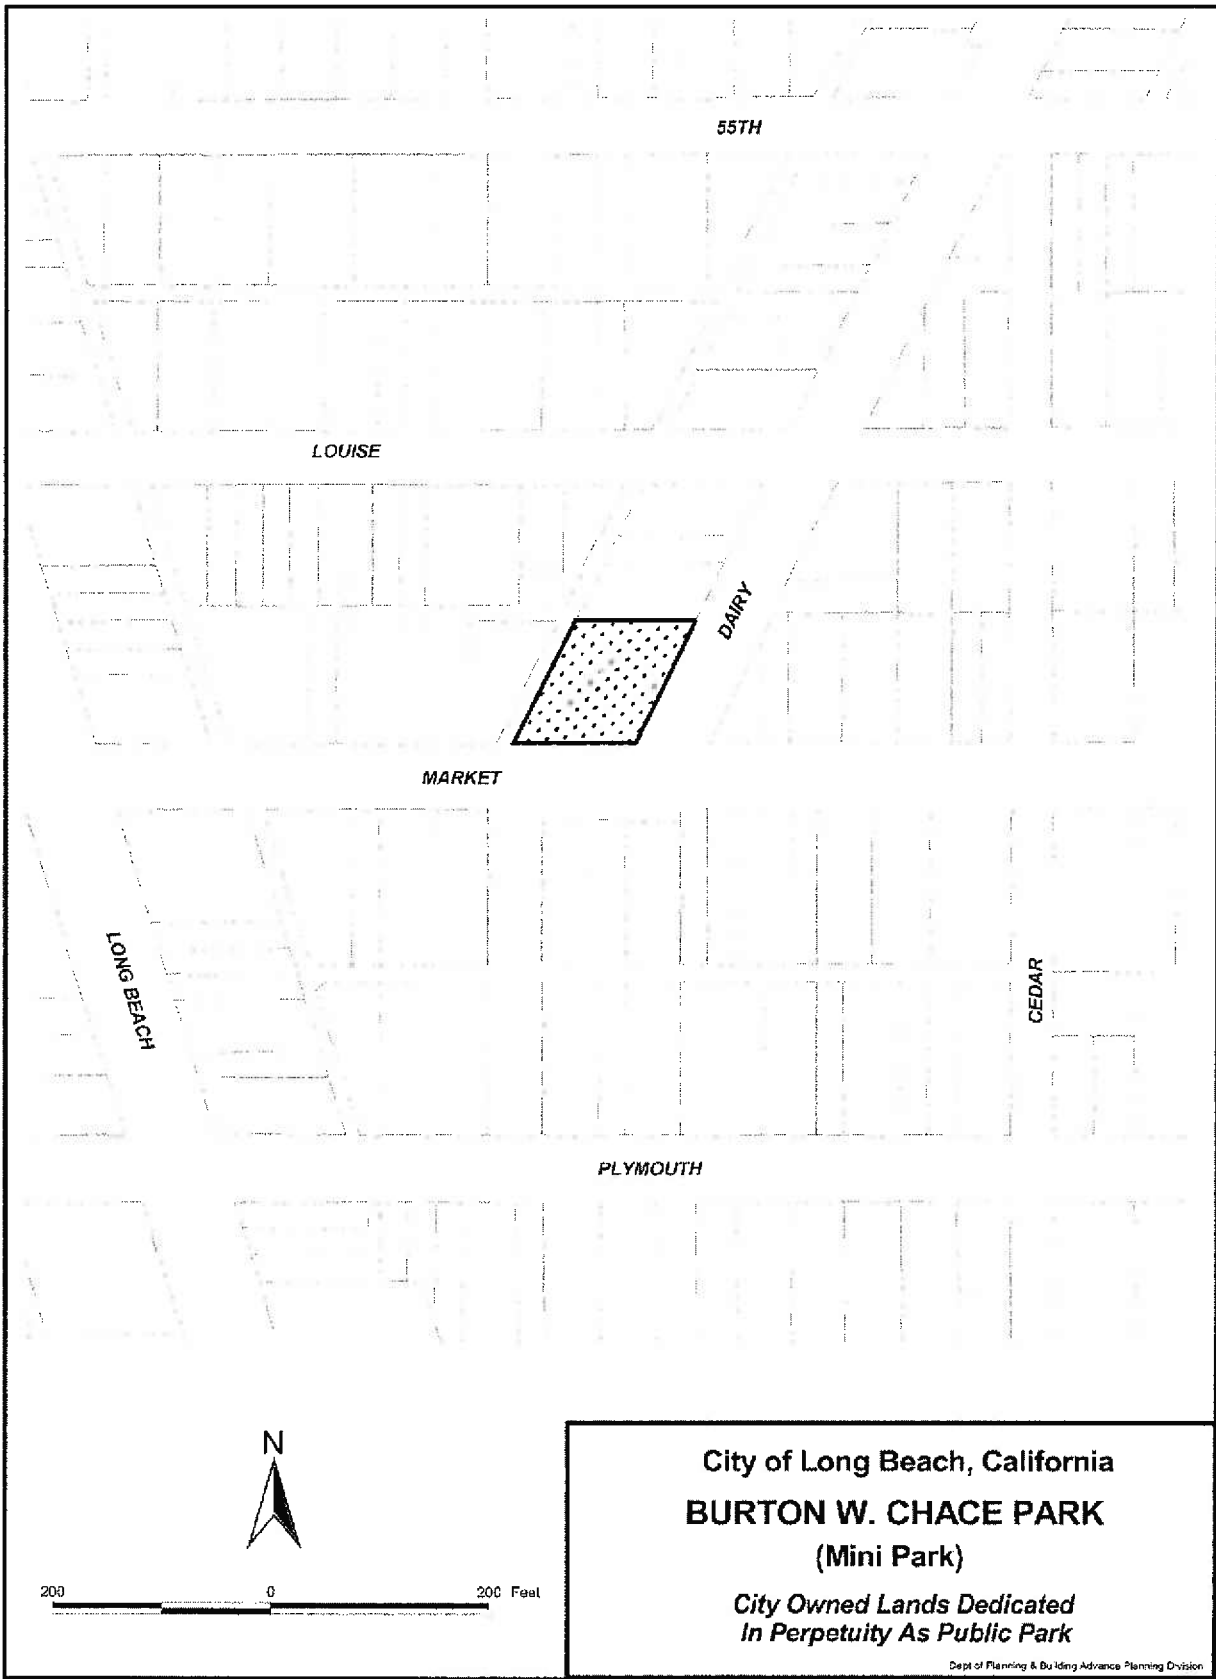 55TH
LOUISE
DAIRY
MARKET
LONG BEACH
CEDAR
PLYMOUTH
N
200 0 200 Feet
City of Long Beach, California
BURTON W. CHACE PARK
(Mini Park)
City Owned Lands Dedicated
In Perpetuity As Public Park
Dept of Planning & Building Advance Planning Division